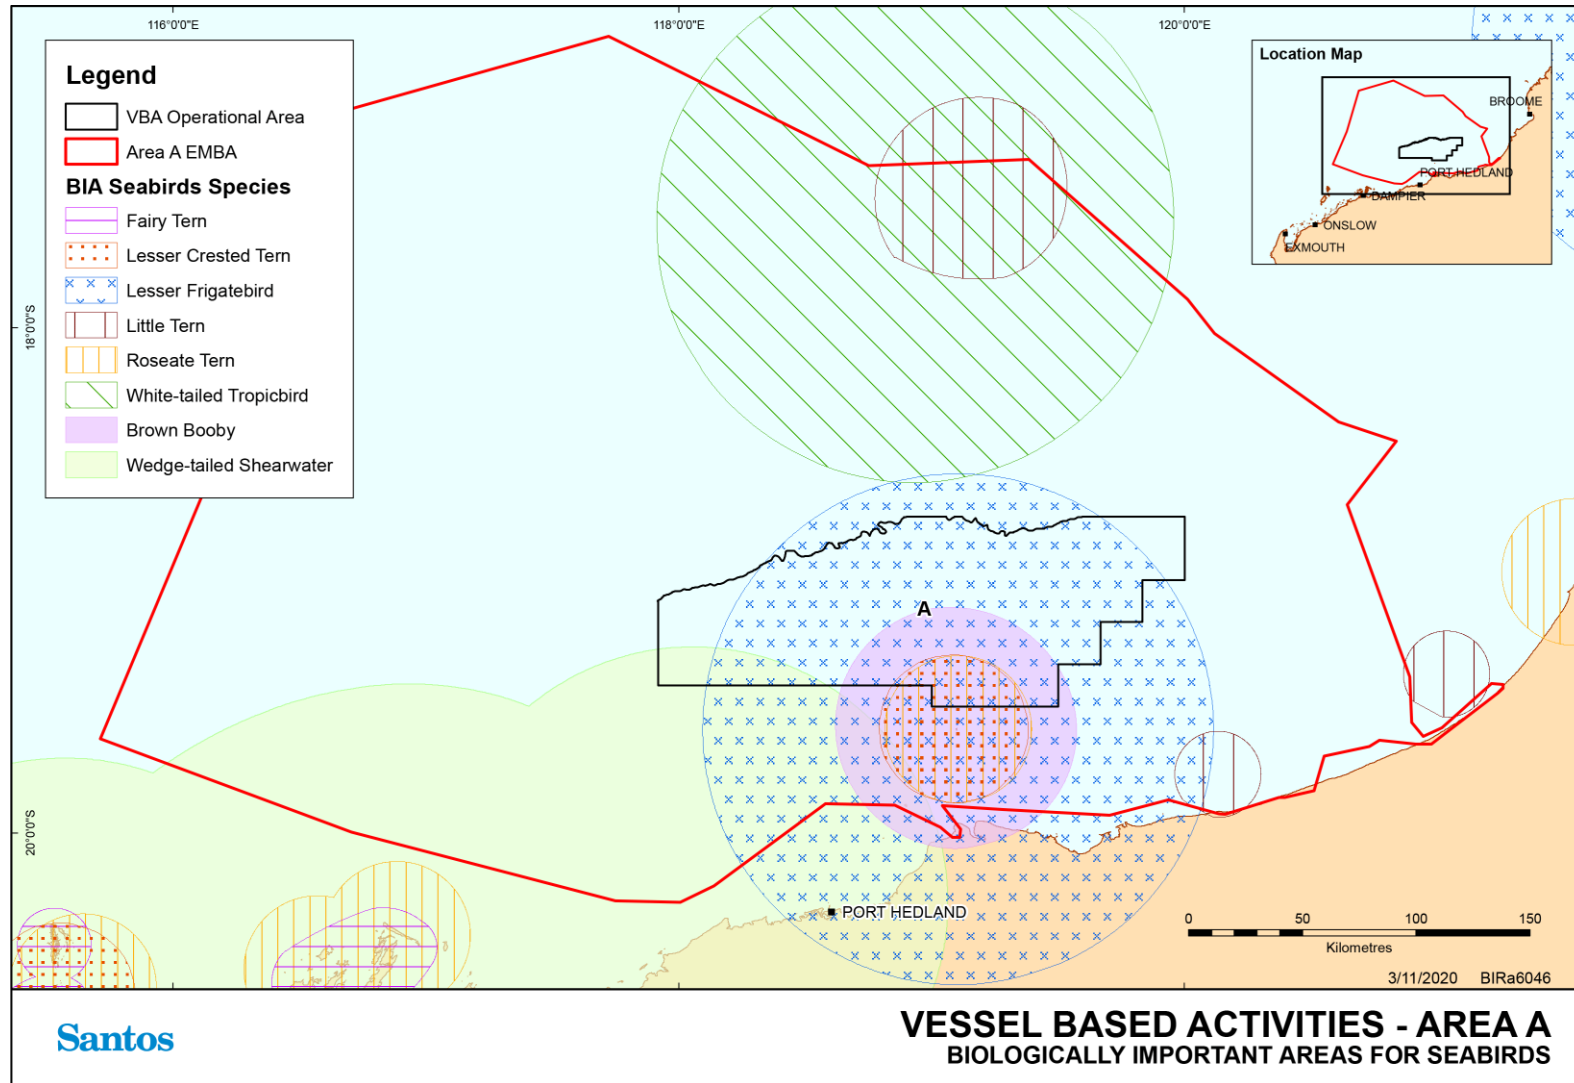 116°0'0"E
118°0'0"E
120°0'0"E
Legend
VBA Operational Area
Area A EMBA
BIA Seabirds Species
Fairy Tern
Lesser Crested Tern
Lesser Frigatebird
Little Tern
Roseate Tern
White-tailed Tropicbird
Brown Booby
Wedge-tailed Shearwater
Location Map
BROOME
PORT HEDLAND
DAMPIER
ONSLOW
EXMOUTH
18°0'0"S
A
20°0'0"S
PORT HEDLAND
0 50 100 150
Kilometres
3/11/2020 BIRa6046
Santos
VESSEL BASED ACTIVITIES - AREA A
BIOLOGICALLY IMPORTANT AREAS FOR SEABIRDS